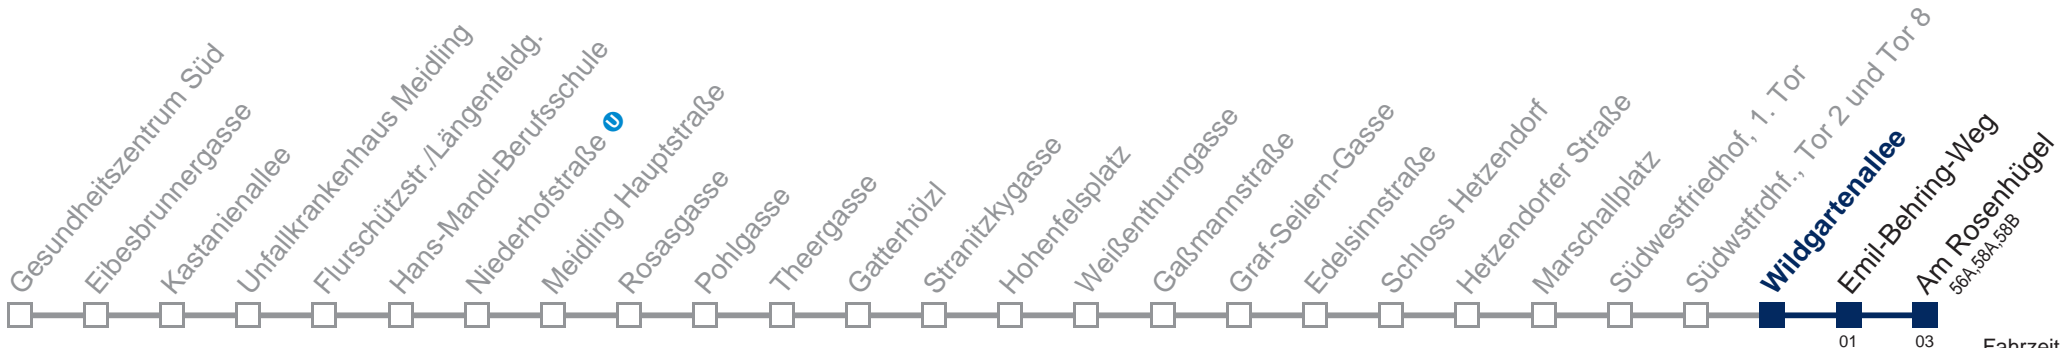 Gesundheitszentrum Süd
Eibesbrunnergasse
Kastanienallee
Unfallkrankenhaus Meidling
Flurschützstr./Längenfeldg.
Hans-Mandl-Berufsschule
Niederhofstraße U
Meidling Hauptstraße
Rosasgasse
Pohlgasse
Theergasse
Gatterhölzl
Stranitzkygasse
Hohenfelsplatz
Weißenthurngasse
Gaßmannstraße
Graf-Seilern-Gasse
Edelsinnstraße
Schloss Hetzendorf
Hetzendorfer Straße
Marschallplatz
Südwestfriedhof, 1. Tor
Südwstfrdhf., Tor 2 und Tor 8
Wildgartenallee
Emil-Behring-Weg
Am Rosenhügel
56A,58A,58B
01
03
Fahrzeit